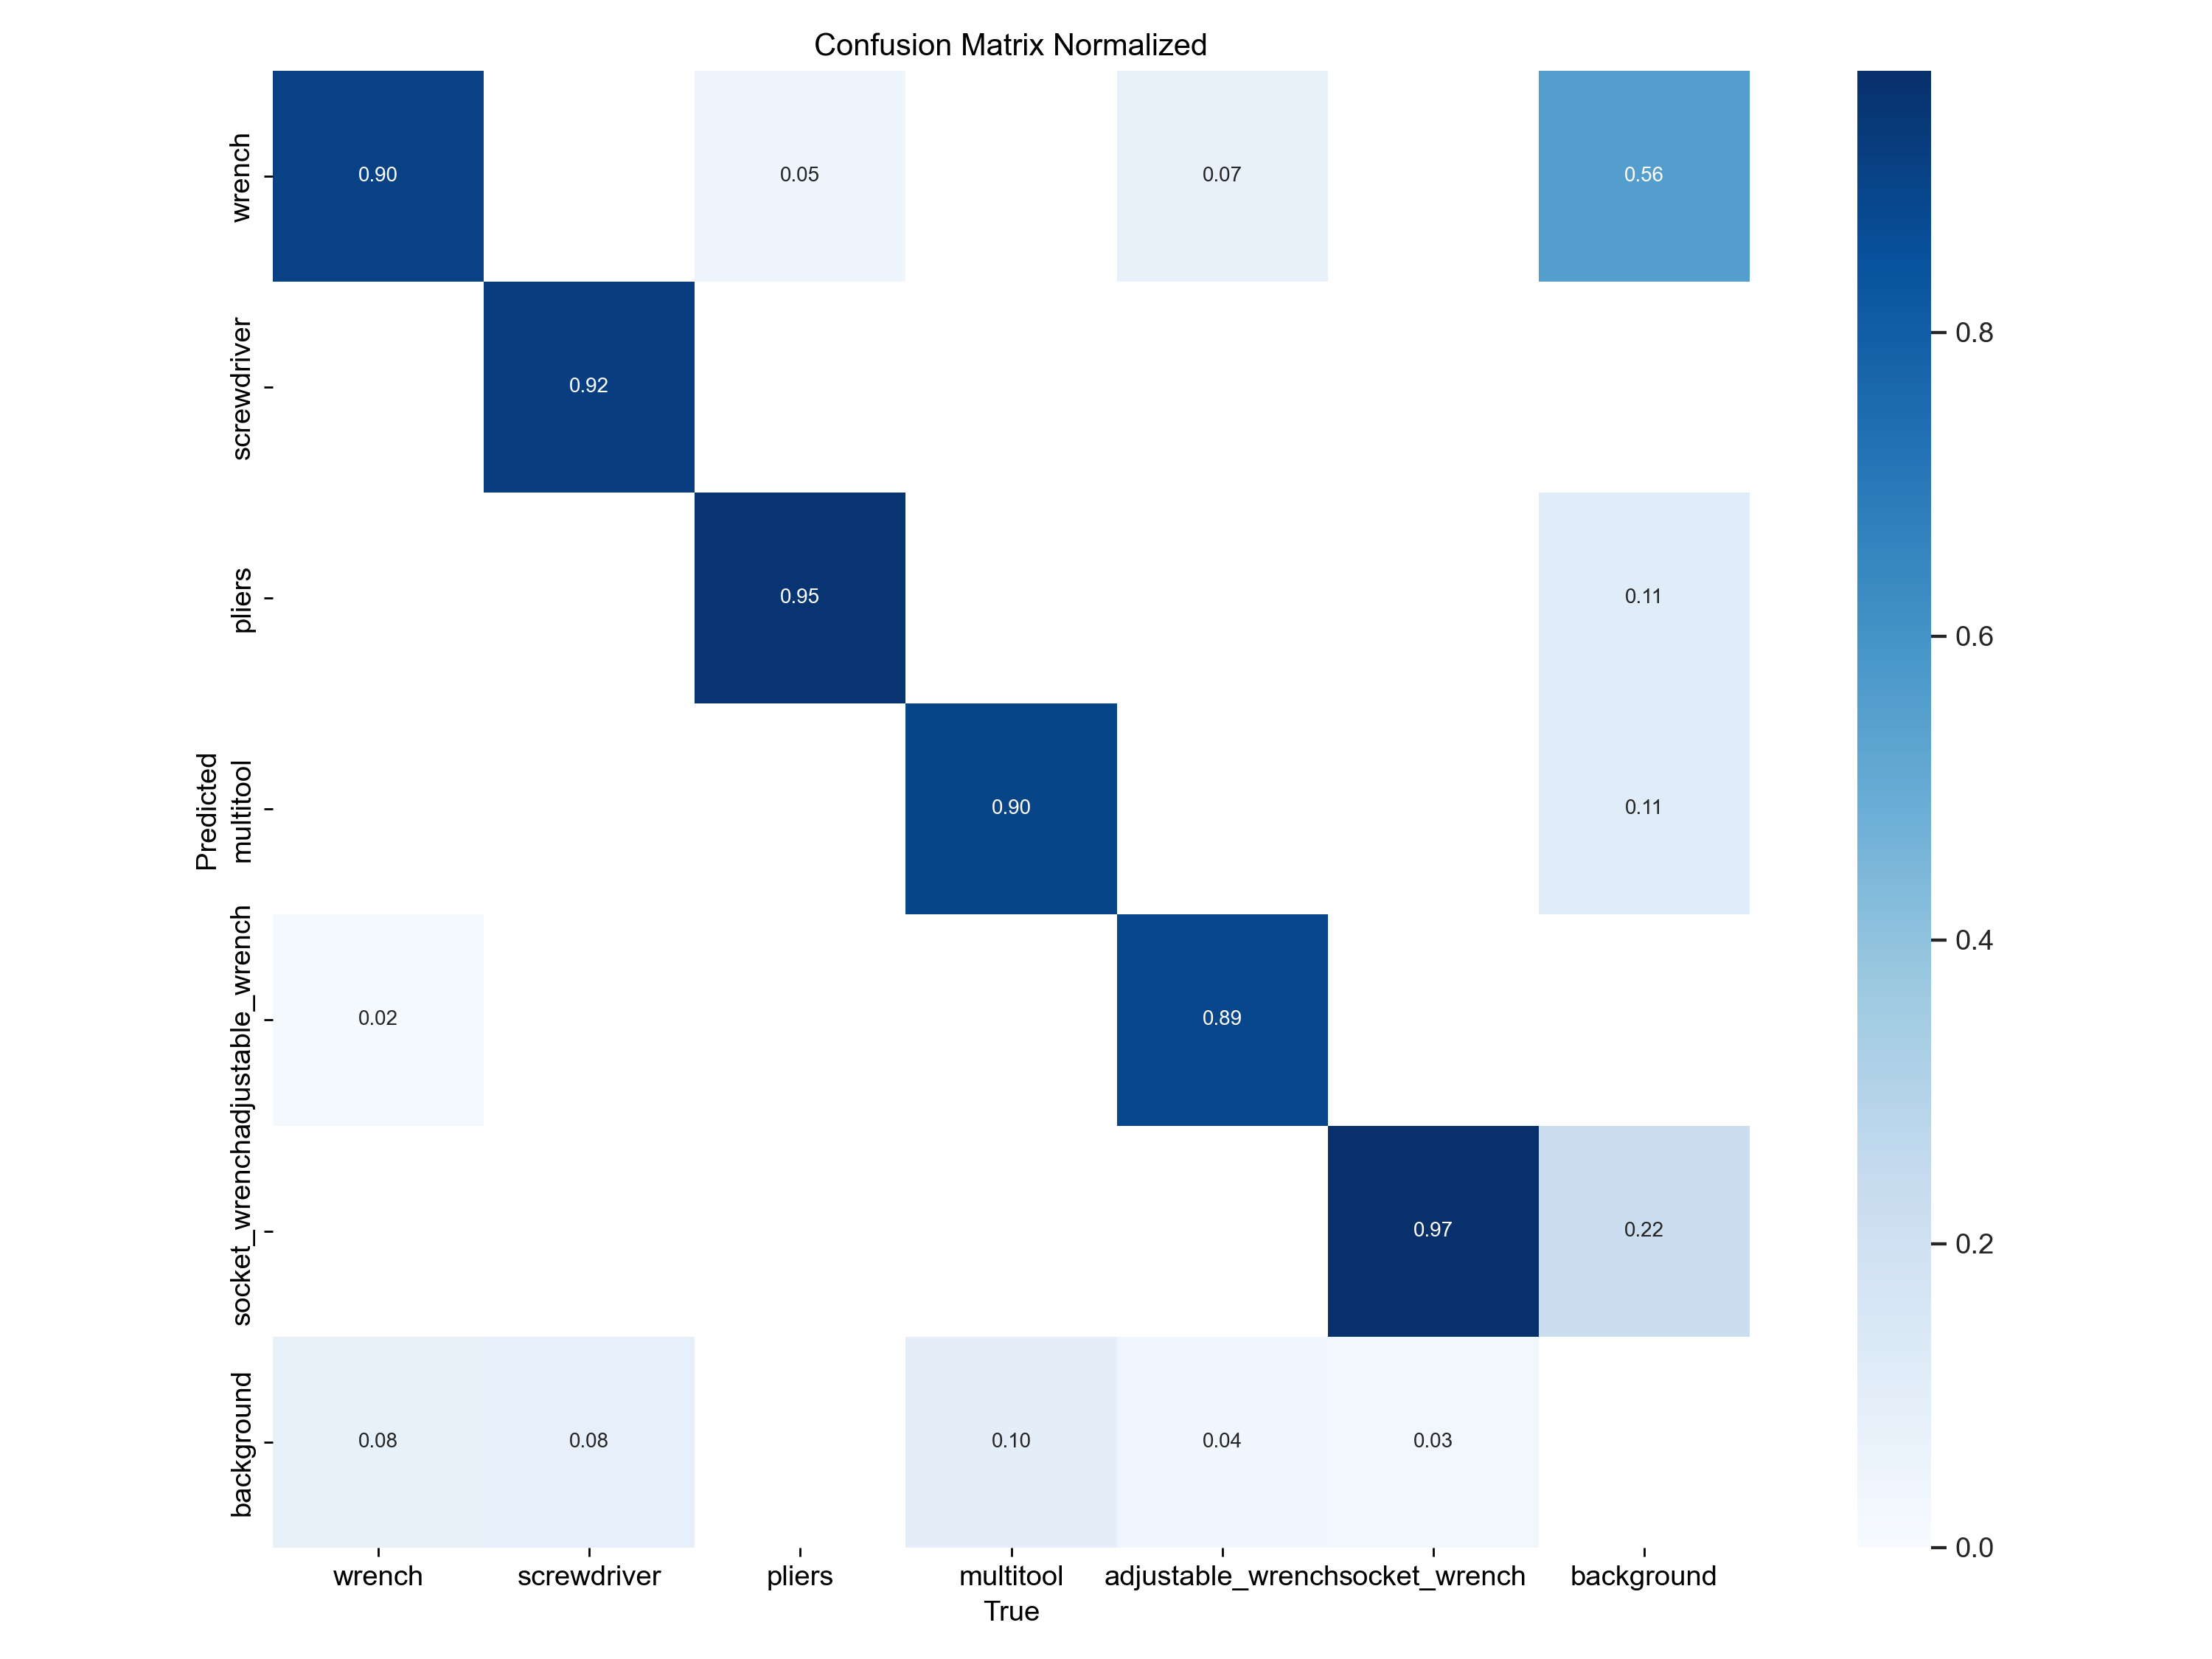 Confusion Matrix Normalized
wrench
0.90
0.05
0.07
0.56
screwdriver
0.92
0.8
pliers
0.95
0.11
0.6
Predicted
multitool
0.90
0.11
0.4
adjustable_wrench
0.02
0.89
socket_wrench
0.97
0.22
0.2
background
0.08
0.08
0.10
0.04
0.03
0.0
wrench
screwdriver
pliers
multitool
adjustable_wrench
socket_wrench
background
True